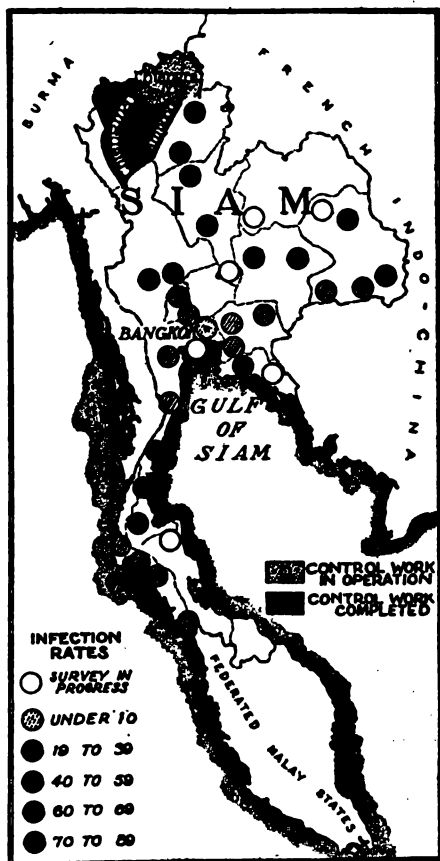 BURMA
FRENCH INDO-CHINA
SIAM
BANGKOK
GULF
OF
SIAM
CONTROL WORK
IN OPERATION
CONTROL WORK
COMPLETED
INFECTION
RATES
SURVEY IN
PROGRESS
UNDER 10
19 TO 39
40 TO 59
60 TO 69
70 TO 89
FEDERATED MALAY STATES